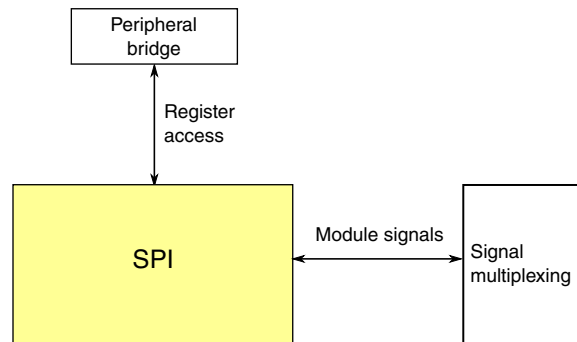 Peripheral
bridge
Register
access
SPI
Module signals
Signal
multiplexing